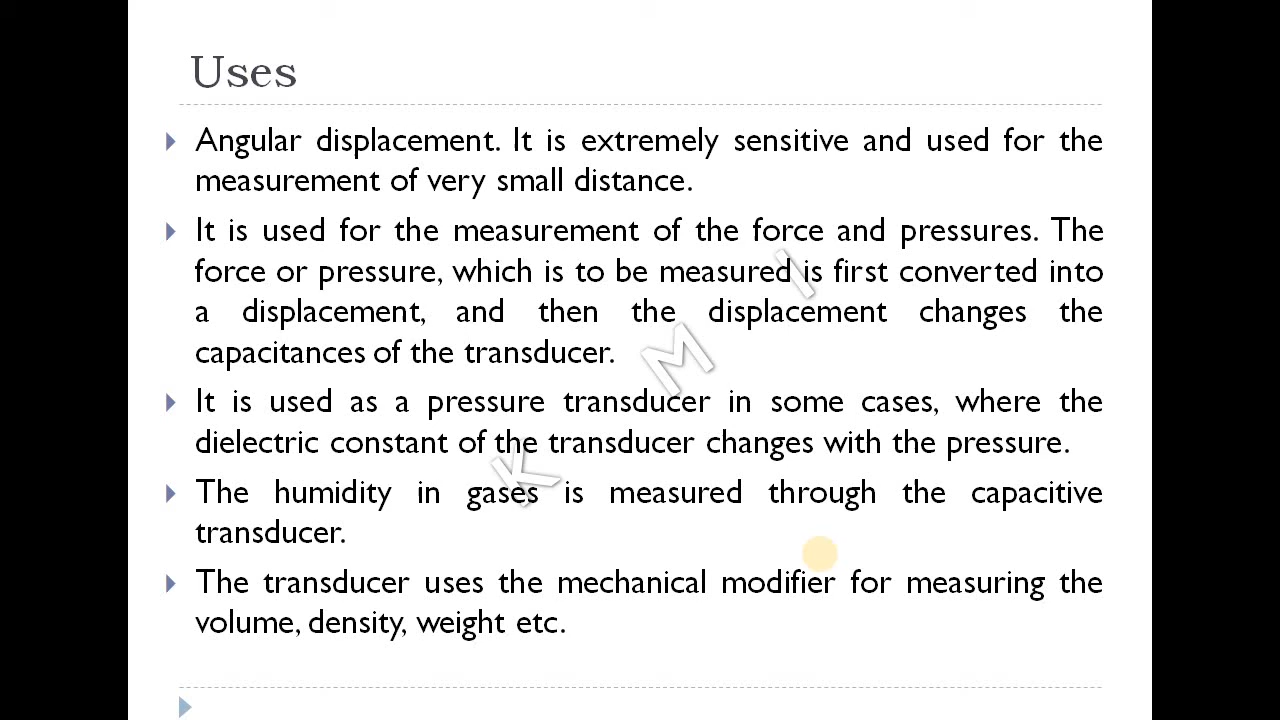 Uses
Angular displacement. It is extremely sensitive and used for the
measurement of very small distance.
It is used for the measurement of the force and pressures. The
force or pressure, which is to be measured is first converted into
a displacement, and then the displacement changes the
capacitances of the transducer.
It is used as a pressure transducer in some cases, where the
dielectric constant of the transducer changes with the pressure.
The humidity in gases is measured through the capacitive
transducer.
The transducer uses the mechanical modifier for measuring the
volume, density, weight etc.
K M I